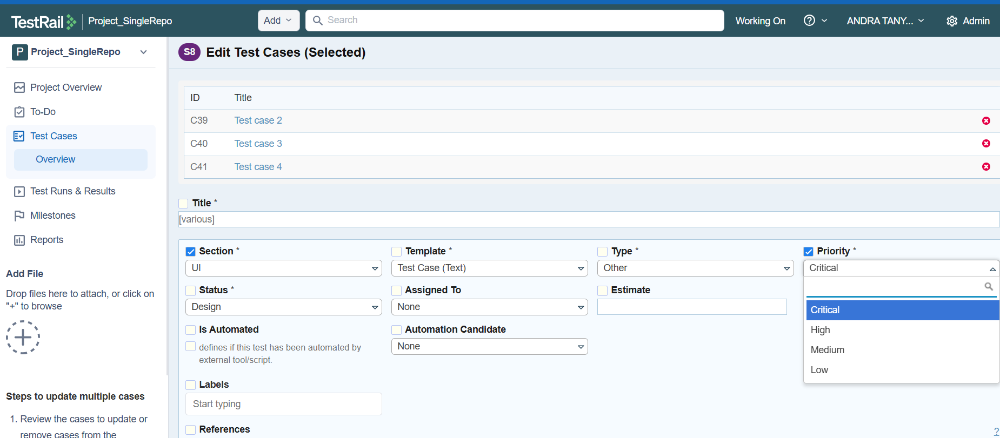 TestRail
Project_SingleRepo
Add
Search
Working On
ANDRA TANY...
Admin
P Project_SingleRepo
Project Overview
To-Do
Test Cases
Overview
Test Runs & Results
Milestones
Reports
Add File
Drop files here to attach, or click on
"+" to browse
Steps to update multiple cases
1. Review the cases to update or
remove cases from the
S8 Edit Test Cases (Selected)
ID Title
C39 Test case 2
C40 Test case 3
C41 Test case 4
Title *
[various]
Section * Template * Type * Priority *
UI Test Case (Text) Other Critical
Status * Assigned To Estimate
Design None
Critical
High
Medium
Low
Is Automated Automation Candidate
defines if this test has been automated by
external tool/script.
None
Labels
Start typing
References
?